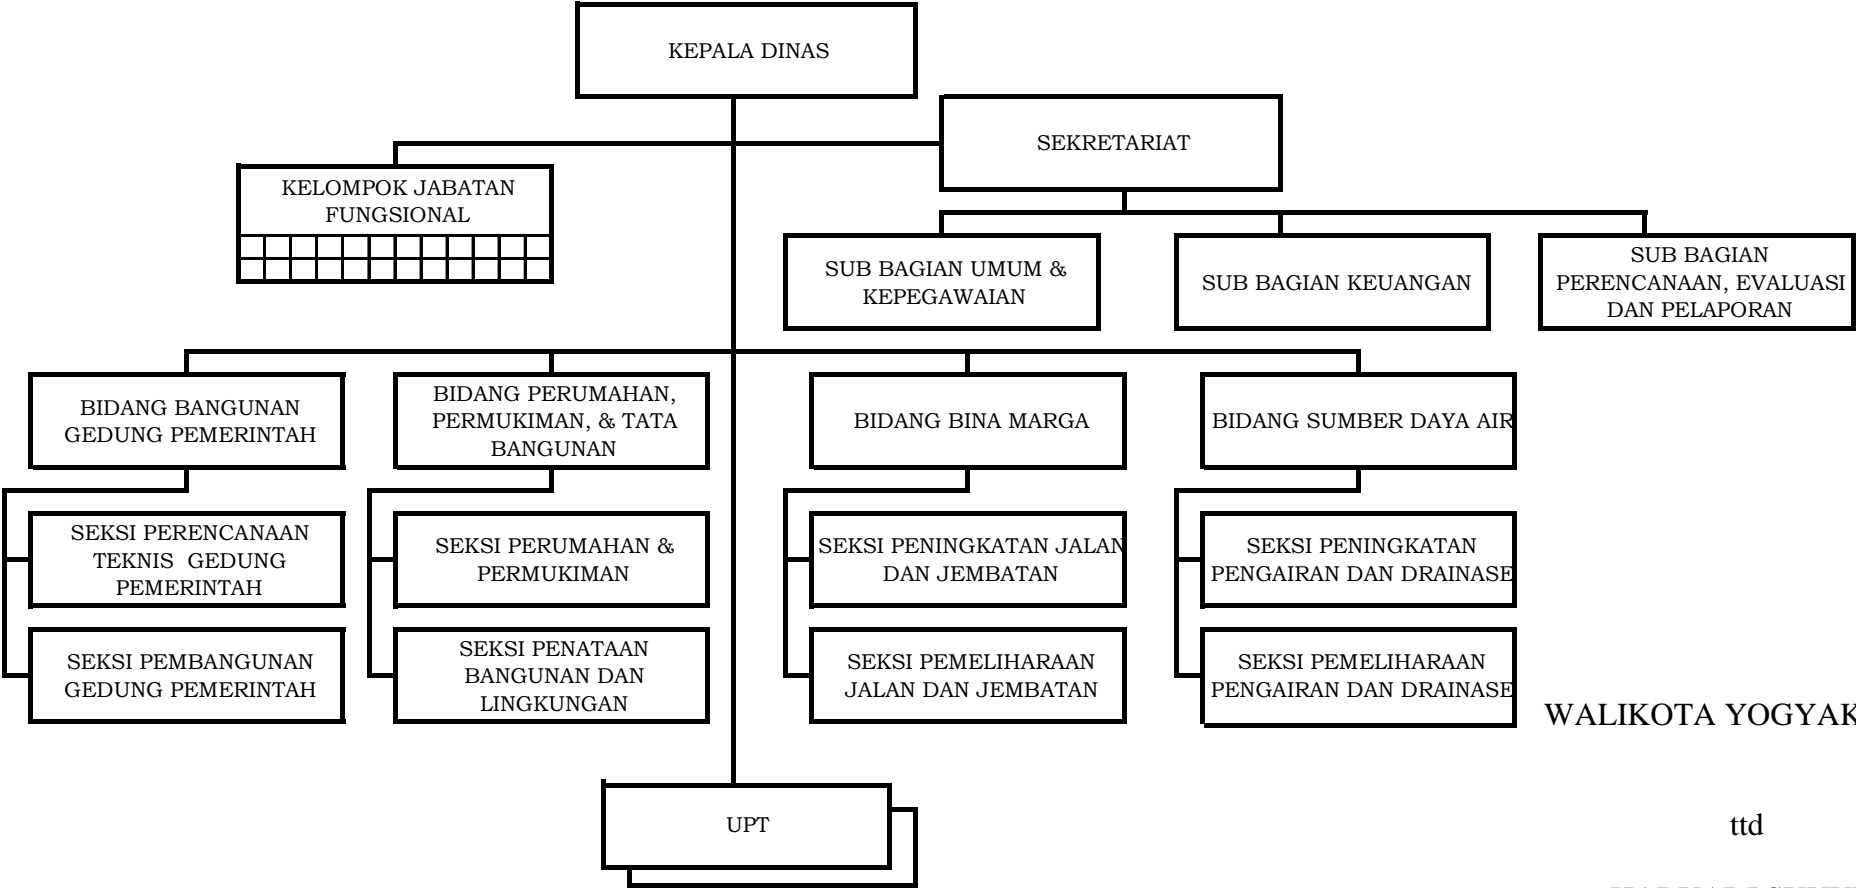 KEPALA DINAS
SEKRETARIAT
KELOMPOK JABATAN
FUNGSIONAL
SUB BAGIAN UMUM &
KEPEGAWAIAN
SUB BAGIAN KEUANGAN
SUB BAGIAN
PERENCANAAN, EVALUASI
DAN PELAPORAN
BIDANG BANGUNAN
GEDUNG PEMERINTAH
BIDANG PERUMAHAN,
PERMUKIMAN, & TATA
BANGUNAN
BIDANG BINA MARGA
BIDANG SUMBER DAYA AIR
SEKSI PERENCANAAN
TEKNIS GEDUNG
PEMERINTAH
SEKSI PERUMAHAN &
PERMUKIMAN
SEKSI PENINGKATAN JALAN
DAN JEMBATAN
SEKSI PENINGKATAN
PENGAIRAN DAN DRAINASE
SEKSI PEMBANGUNAN
GEDUNG PEMERINTAH
SEKSI PENATAAN
BANGUNAN DAN
LINGKUNGAN
SEKSI PEMELIHARAAN
JALAN DAN JEMBATAN
SEKSI PEMELIHARAAN
PENGAIRAN DAN DRAINASE
WALIKOTA YOGYAK
UPT
ttd